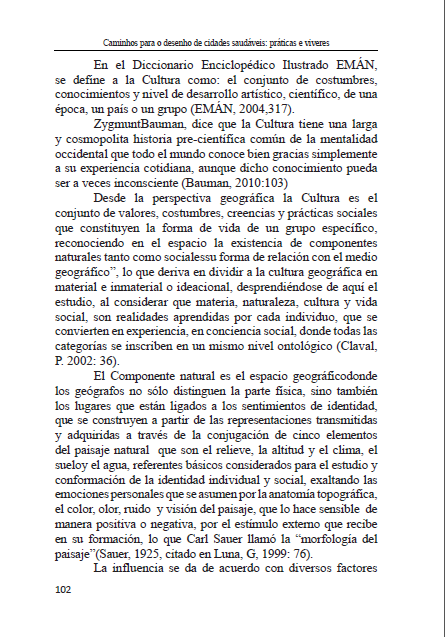 Caminhos para o desenho de cidades saudáveis: práticas e viveres
En el Diccionario Enciclopédico Ilustrado EMÁN,
se define a la Cultura como: el conjunto de costumbres,
conocimientos y nivel de desarrollo artístico, científico, de una
época, un país o un grupo (EMÁN, 2004,317).
ZygmuntBauman, dice que la Cultura tiene una larga
y cosmopolita historia pre-científica común de la mentalidad
occidental que todo el mundo conoce bien gracias simplemente
a su experiencia cotidiana, aunque dicho conocimiento pueda
ser a veces inconsciente (Bauman, 2010:103)
Desde la perspectiva geográfica la Cultura es el
conjunto de valores, costumbres, creencias y prácticas sociales
que constituyen la forma de vida de un grupo específico,
reconociendo en el espacio la existencia de componentes
naturales tanto como socialessu forma de relación con el medio
geográfico”, lo que deriva en dividir a la cultura geográfica en
material e inmaterial o ideacional, desprendiéndose de aquí el
estudio, al considerar que materia, naturaleza, cultura y vida
social, son realidades aprendidas por cada individuo, que se
convierten en experiencia, en conciencia social, donde todas las
categorías se inscriben en un mismo nivel ontológico (Claval,
P. 2002: 36).
El Componente natural es el espacio geográficodonde
los geógrafos no sólo distinguen la parte física, sino también
los lugares que están ligados a los sentimientos de identidad,
que se construyen a partir de las representaciones transmitidas
y adquiridas a través de la conjugación de cinco elementos
del paisaje natural que son el relieve, la altitud y el clima, el
sueloy el agua, referentes básicos considerados para el estudio y
conformación de la identidad individual y social, exaltando las
emociones personales que se asumen por la anatomía topográfica,
el color, olor, ruido y visión del paisaje, que lo hace sensible de
manera positiva o negativa, por el estímulo externo que recibe
en su formación, lo que Carl Sauer llamó la “morfología del
paisaje”(Sauer, 1925, citado en Luna, G, 1999: 76).
La influencia se da de acuerdo con diversos factores
102